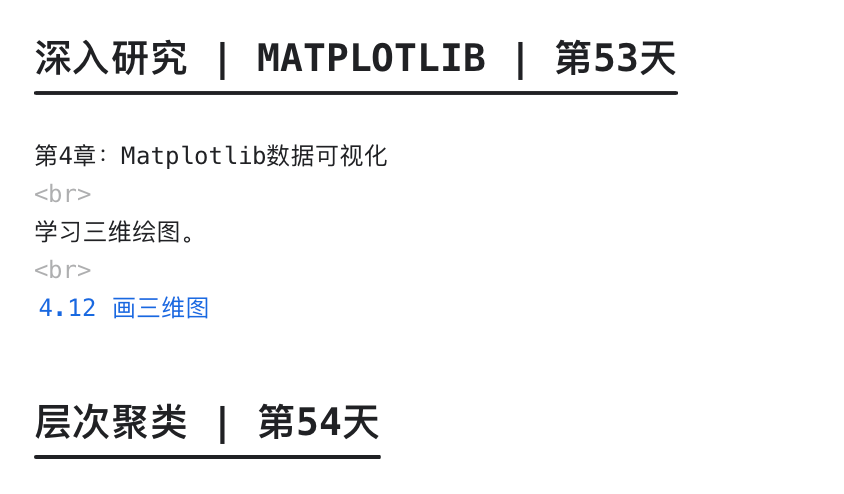 深入研究 | MATPLOTLIB | 第53天
第4章：Matplotlib数据可视化
<br>
学习三维绘图。
<br>
4.12 画三维图
层次聚类 | 第54天